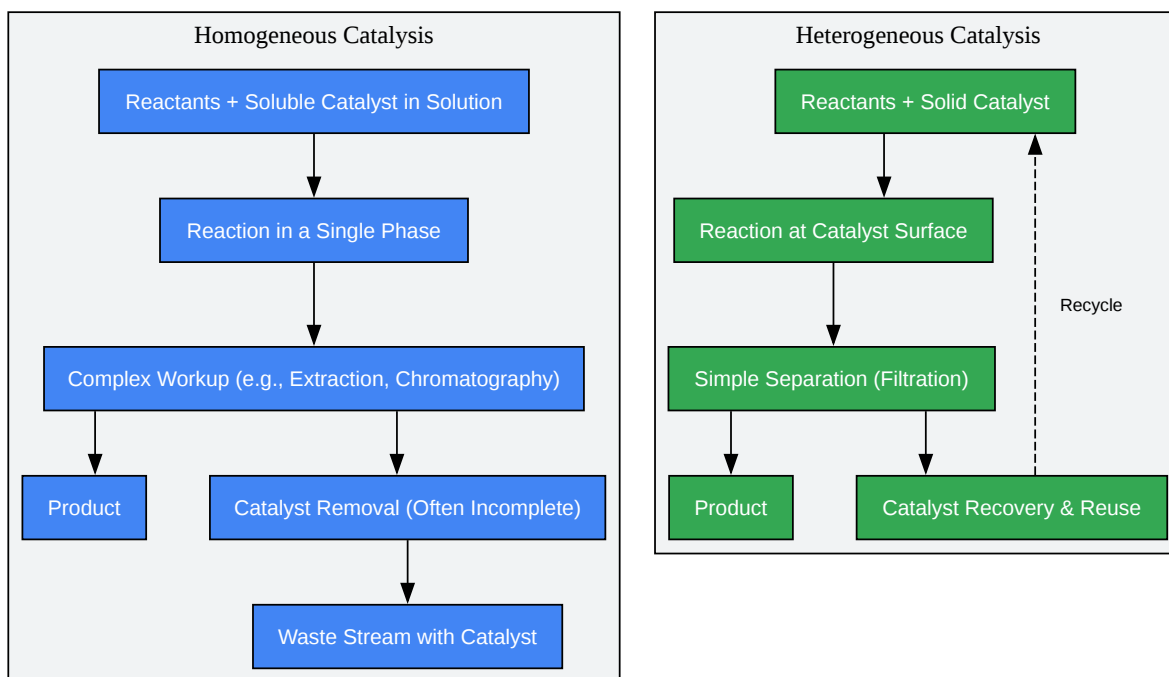 Homogeneous Catalysis
Reactants + Soluble Catalyst in Solution
Reaction in a Single Phase
Complex Workup (e.g., Extraction, Chromatography)
Product
Catalyst Removal (Often Incomplete)
Waste Stream with Catalyst
Heterogeneous Catalysis
Reactants + Solid Catalyst
Reaction at Catalyst Surface
Recycle
Simple Separation (Filtration)
Product
Catalyst Recovery & Reuse